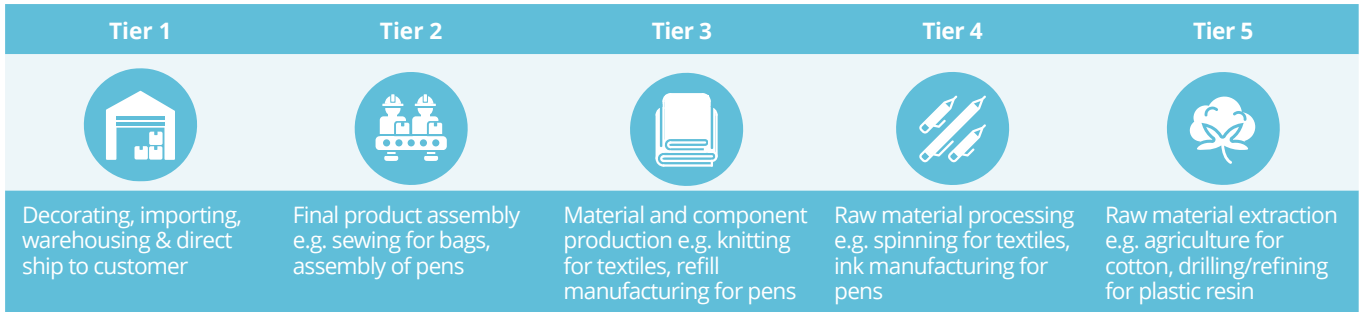 Tier 1
Tier 2
Tier 3
Tier 4
Tier 5
Decorating, importing,
warehousing & direct
ship to customer
Final product assembly
e.g. sewing for bags,
assembly of pens
Material and component
production e.g. knitting
for textiles, refill
manufacturing for pens
Raw material processing
e.g. spinning for textiles,
ink manufacturing for
pens
Raw material extraction
e.g. agriculture for
cotton, drilling/refining
for plastic resin